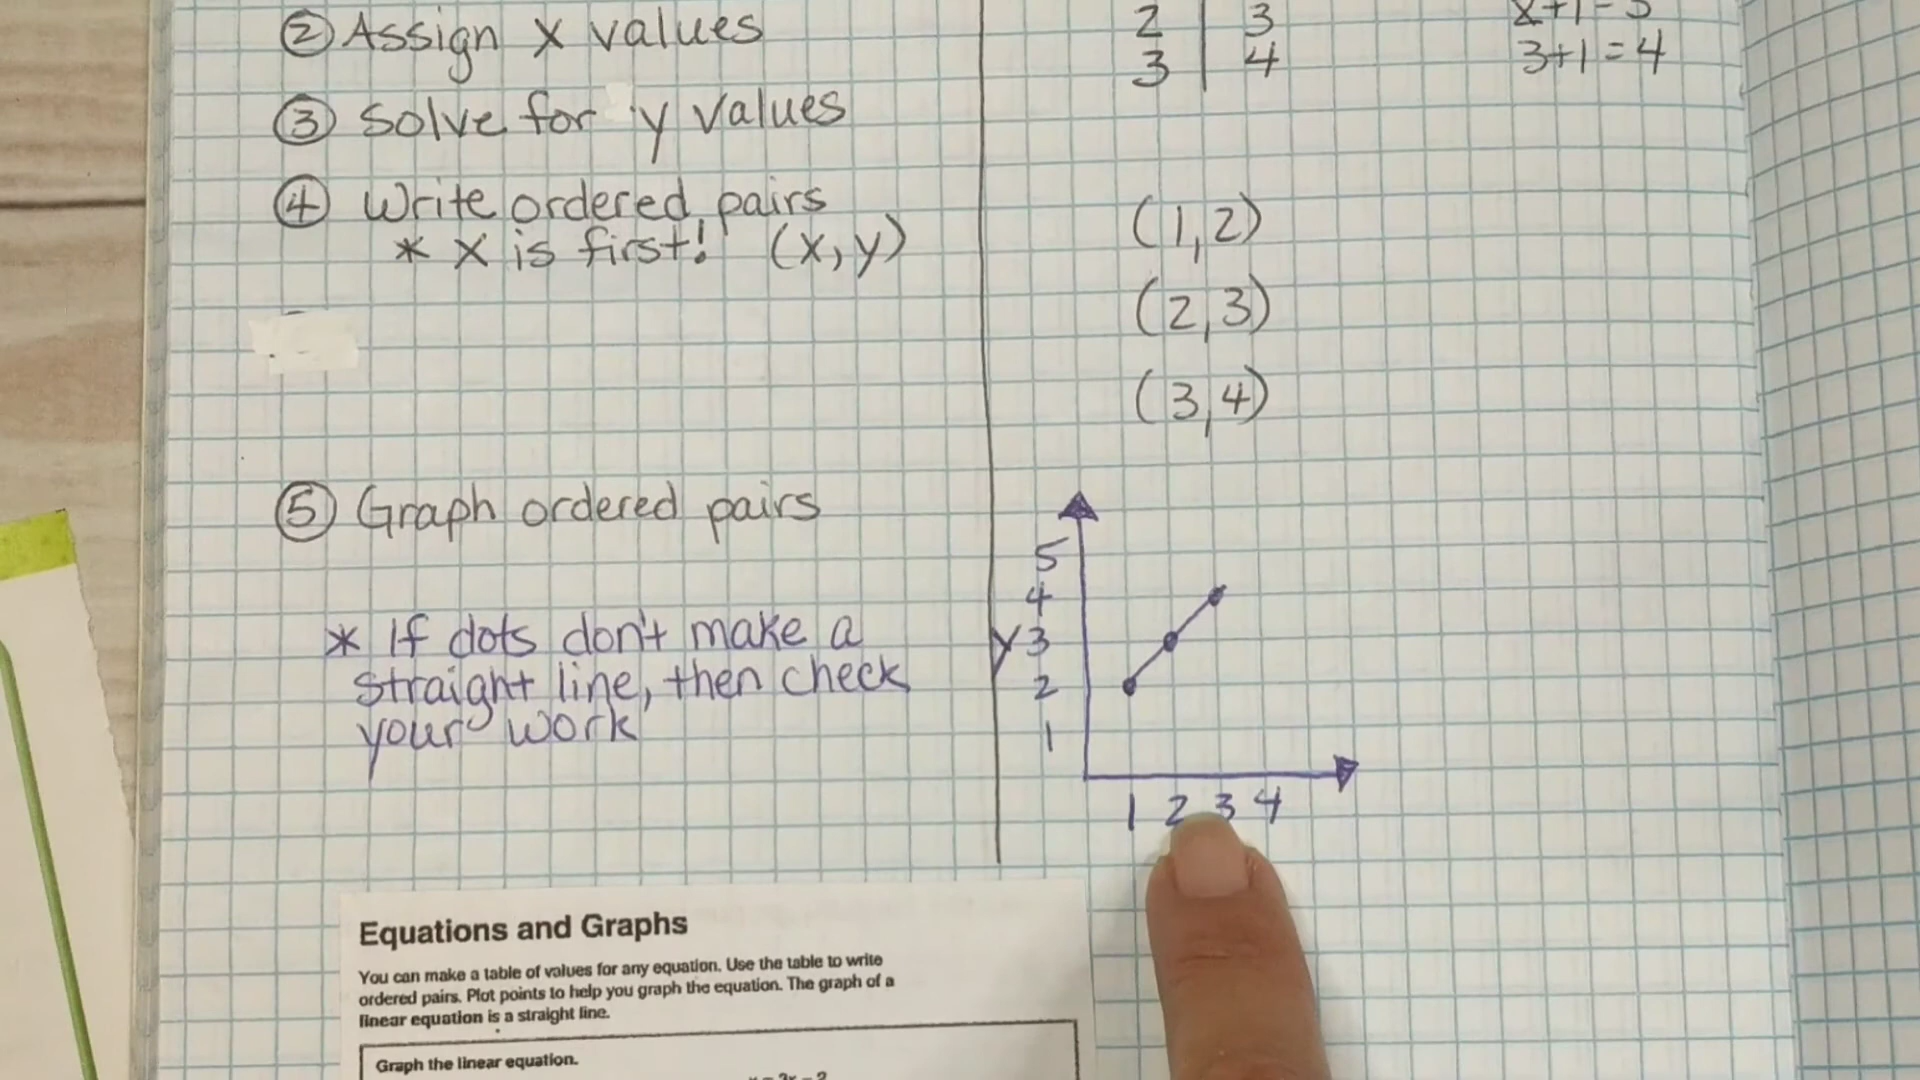 ② Assign x values
③ Solve for y values
④ Write ordered pairs
* X is first! (x, y)
⑤ Graph ordered pairs
* If dots don't make a
straight line, then check
your work
2 | 3
3 | 4
3+1=4
(1,2)
(2,3)
(3,4)
5
4
y 3
2
1
1 2 3 4
Equations and Graphs
You can make a table of values for any equation. Use the table to write
ordered pairs. Plot points to help you graph the equation. The graph of a
linear equation is a straight line.
Graph the linear equation.